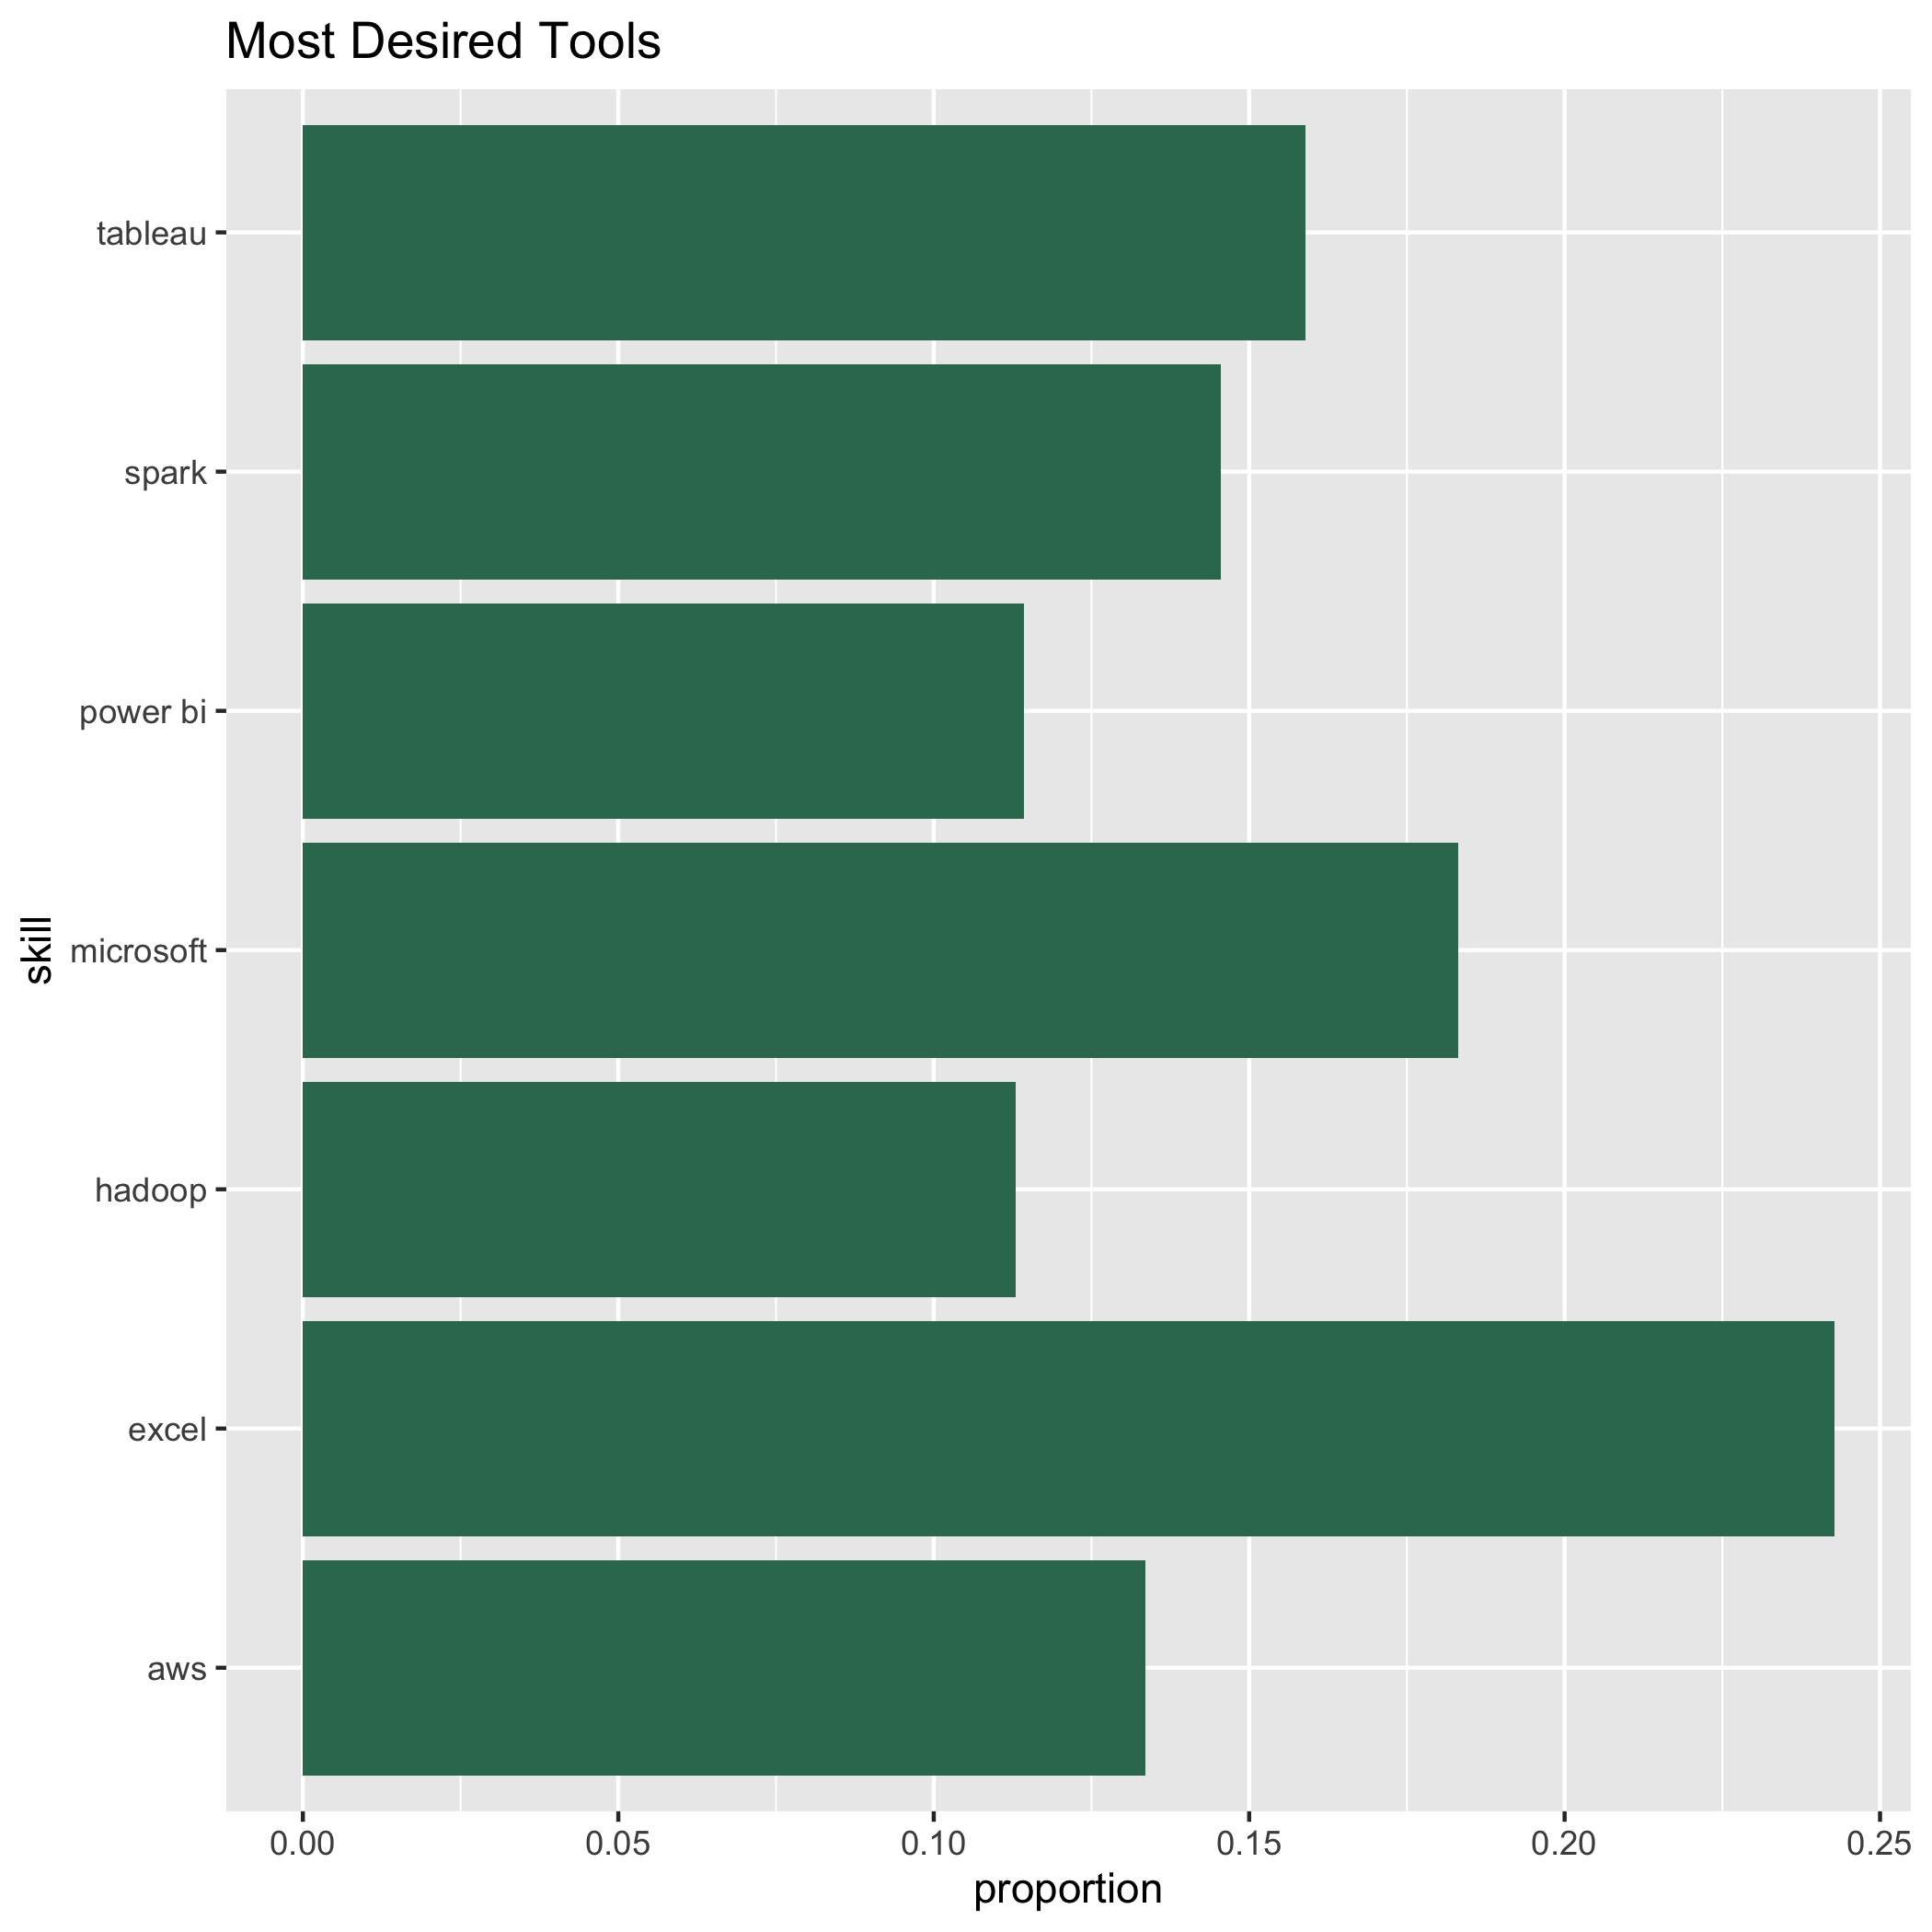 Most Desired Tools
tableau
spark
power bi
microsoft
hadoop
excel
aws
skill
0.00 0.05 0.10 0.15 0.20 0.25
proportion